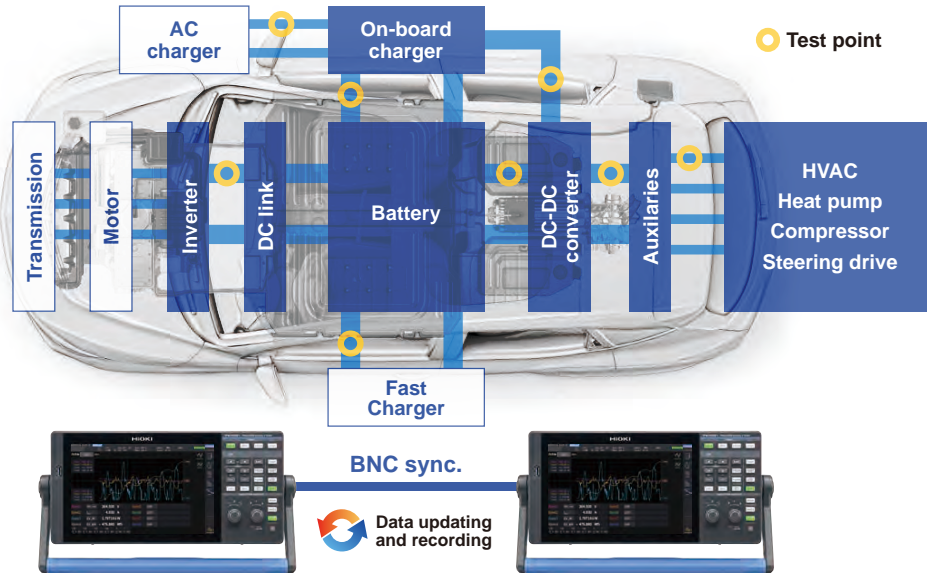 AC
charger
On-board
charger
Test point
Transmission
Motor
Inverter
DC link
Battery
DC-DC
converter
Auxilaries
HVAC
Heat pump
Compressor
Steering drive
Fast
Charger
HIOKI
HIOKI
BNC sync.
Data updating
and recording